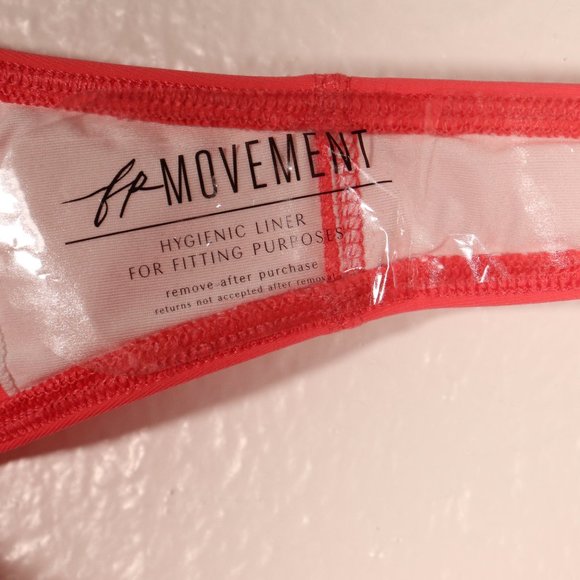 fp MOVEMENT
HYGIENIC LINER
FOR FITTING PURPOSES
remove after purchase
returns not accepted after removal